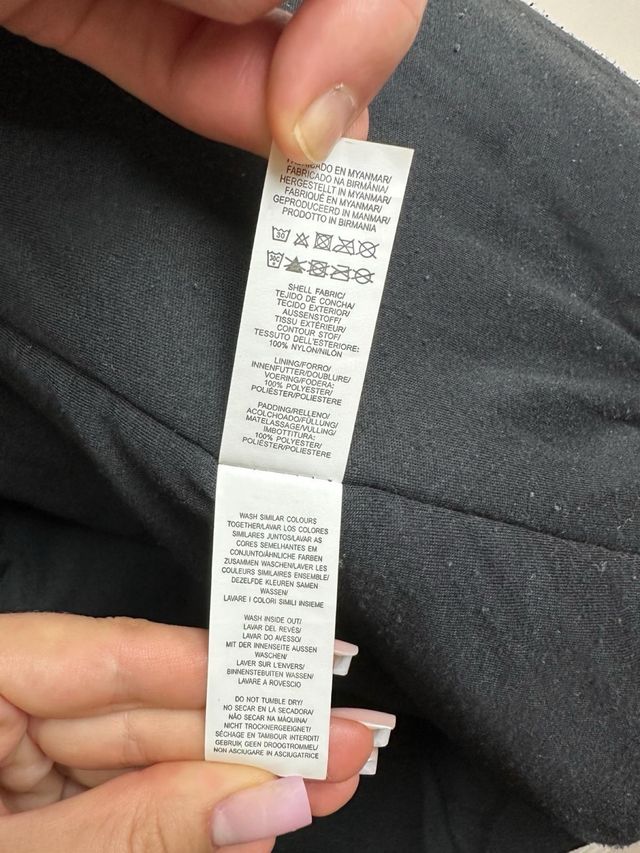 EN MYANMAR/
FABRICADO NA BIRMÂNIA/
HERGESTELLT IN MYANMAR/
FABRIQUÉ EN MYANMAR/
GEPRODUCEERD IN MANMAR/
PRODOTTO IN BIRMANIA
30
30C
SHELL FABRIC/
TEJIDO DE CONCHA/
TECIDO EXTERIOR/
AUSSENSTOFF/
TISSU EXTÉRIEUR/
CONTOUR STOF/
TESSUTO DELL'ESTERIORE:
100% NYLON/NILÓN
LINING/FORRO/
INNENFUTTER/DOUBLURE/
VOERING/FODERA:
100% POLYESTER/
POLIÉSTER/POLIESTERE
PADDING/RELLENO/
ACOLCHOADO/FÜLLUNG/
MATELASSAGE/VULLING/
IMBOTTITURA:
100% POLYESTER/
POLIÉSTER/POLIESTERE
WASH SIMILAR COLOURS
TOGETHER/LAVAR LOS COLORES
SIMILARES JUNTOS/LAVAR AS
CORES SEMELHANTES EM
CONJUNTO/ÄHNLICHE FARBEN
ZUSAMMEN WASCHEN/LAVER LES
COULEURS SIMILAIRES ENSEMBLE/
DEZELFDE KLEUREN SAMEN
WASSEN/
LAVARE I COLORI SIMILI INSIEME
WASH INSIDE OUT/
LAVAR DEL REVÉS/
LAVAR DO AVESSO/
MIT DER INNENSEITE AUSSEN
WASCHEN/
LAVER SUR L'ENVERS/
BINNENSTEBUITEN WASSEN/
LAVARE A ROVESCIO
DO NOT TUMBLE DRY/
NO SECAR EN LA SECADORA/
NÃO SECAR NA MÁQUINA/
NICHT TROCKNERGEEIGNET/
SÉCHAGE EN TAMBOUR INTERDIT/
GEBRUIK GEEN DROOGTROMMEL/
NON ASCIUGARE IN ASCIUGATRICE